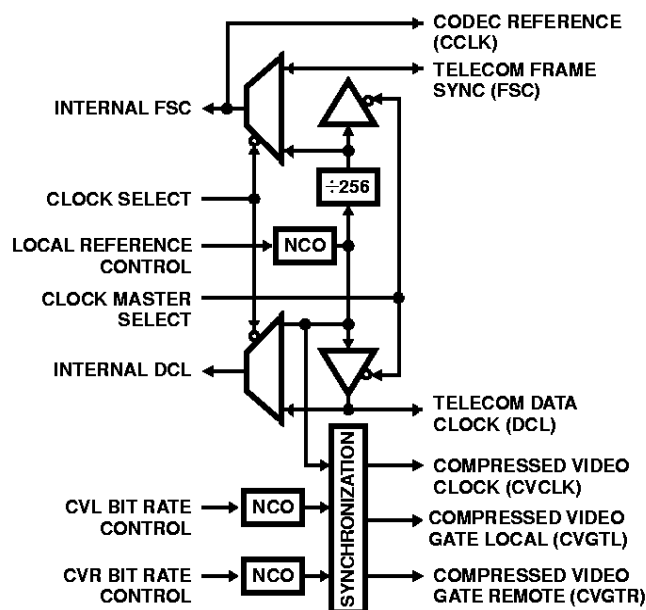 CODEC REFERENCE
(CCLK)
TELECOM FRAME
SYNC (FSC)
INTERNAL FSC
÷256
CLOCK SELECT
LOCAL REFERENCE
CONTROL
NCO
CLOCK MASTER
SELECT
INTERNAL DCL
TELECOM DATA
CLOCK (DCL)
SYNCHRONIZATION
COMPRESSED VIDEO
CLOCK (CVCLK)
CVL BIT RATE
CONTROL
NCO
COMPRESSED VIDEO
GATE LOCAL (CVGTL)
CVR BIT RATE
CONTROL
NCO
COMPRESSED VIDEO
GATE REMOTE (CVGTR)